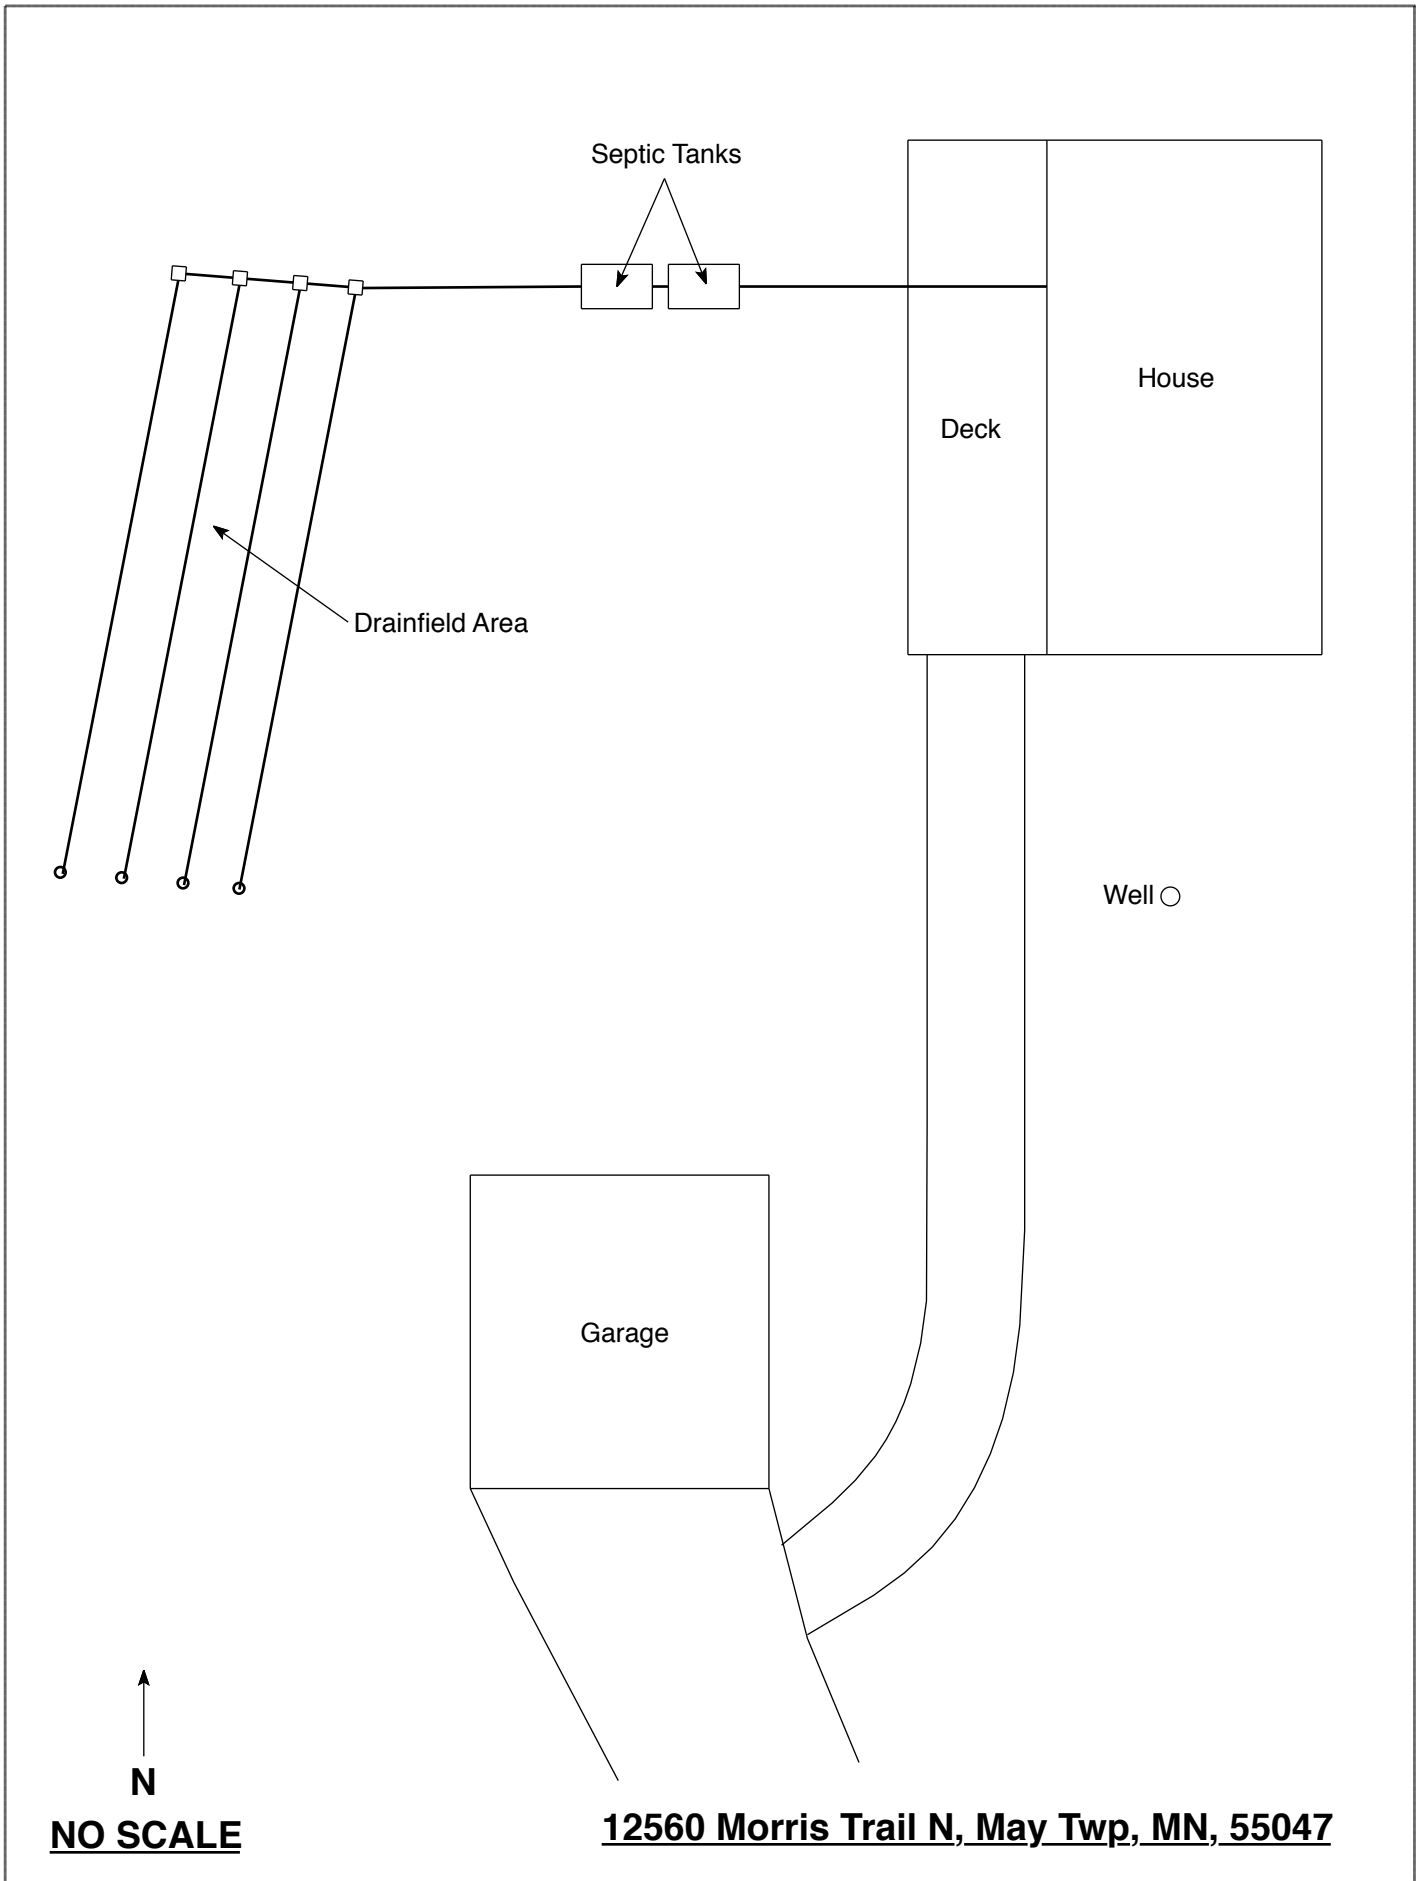 Septic Tanks
House
Deck
Drainfield Area
Well
Garage
N
NO SCALE
12560 Morris Trail N, May Twp, MN, 55047